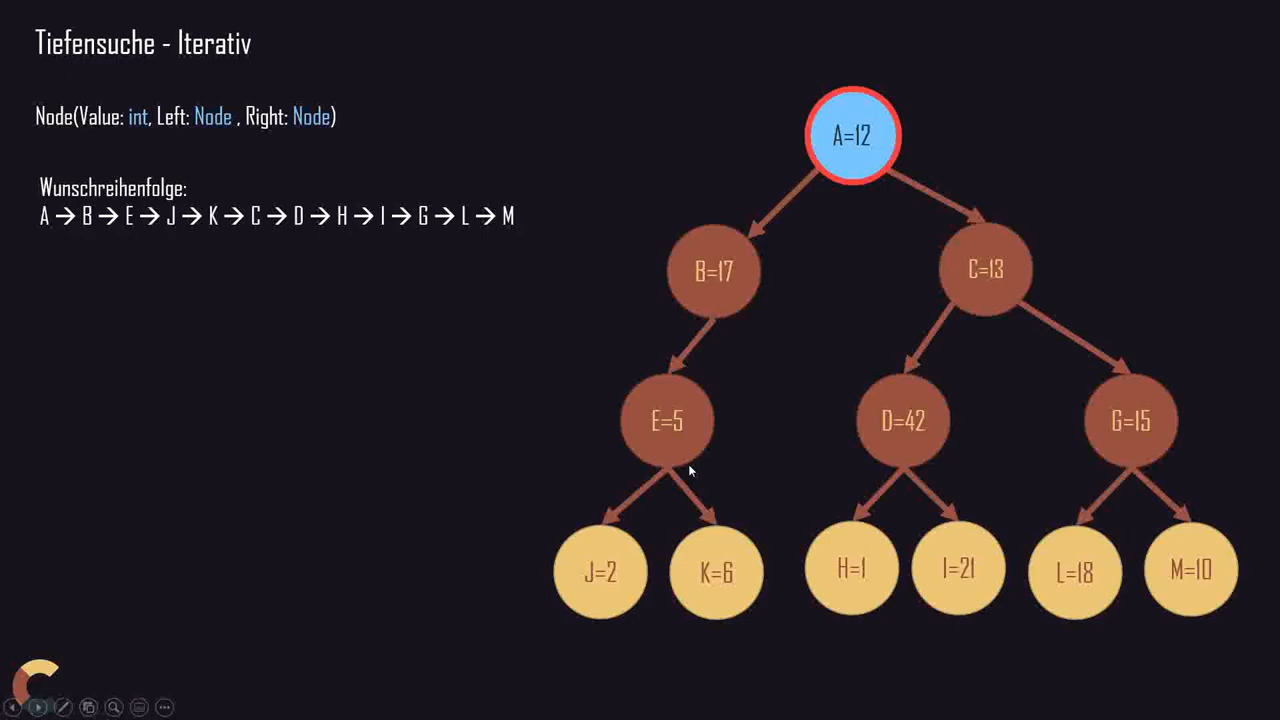 Tiefensuche - Iterativ
Node(Value: int, Left: Node , Right: Node)
Wunschreihenfolge:
A → B → E → J → K → C → D → H → I → G → L → M
A=12
B=17
C=13
E=5
D=42
G=15
J=2
K=6
H=1
I=21
L=18
M=10